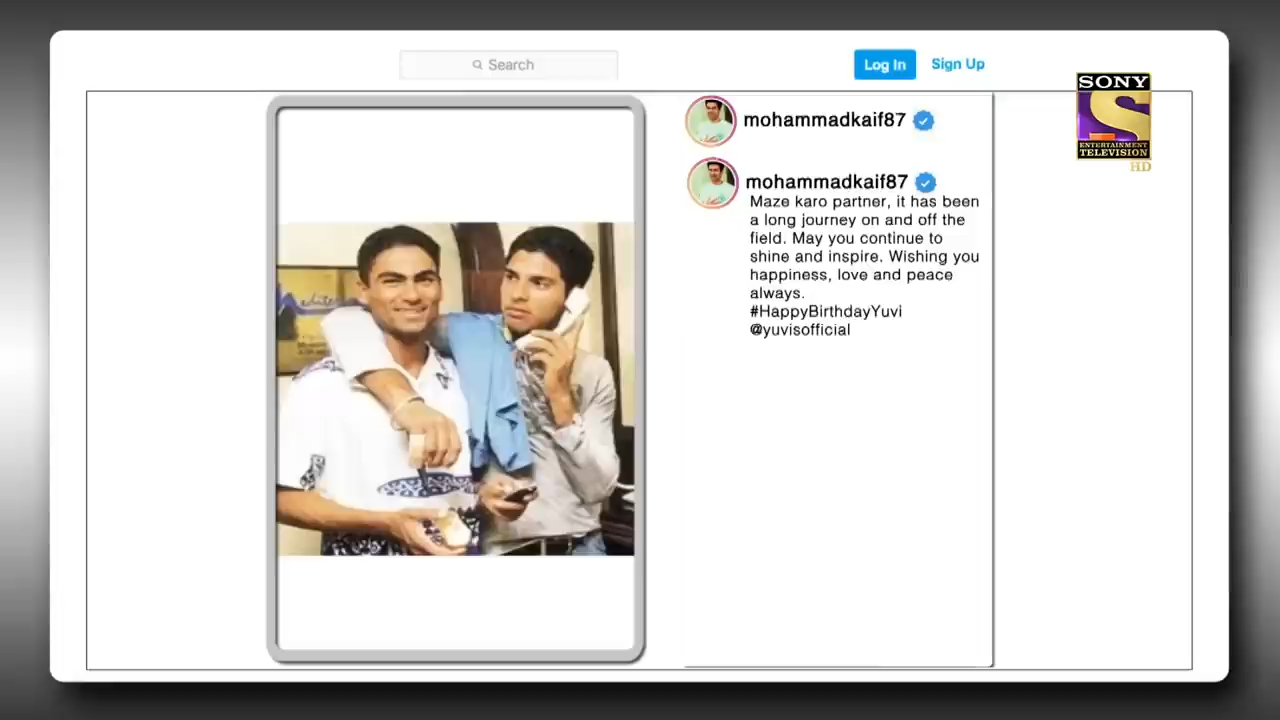 Search
Log In
Sign Up
SONY
ENTERTAINMENT
TELEVISION
HD
mohammadkaif87
mohammadkaif87
Maze karo partner, it has been
a long journey on and off the
field. May you continue to
shine and inspire. Wishing you
happiness, love and peace
always.
#HappyBirthdayYuvi
@yuvisofficial